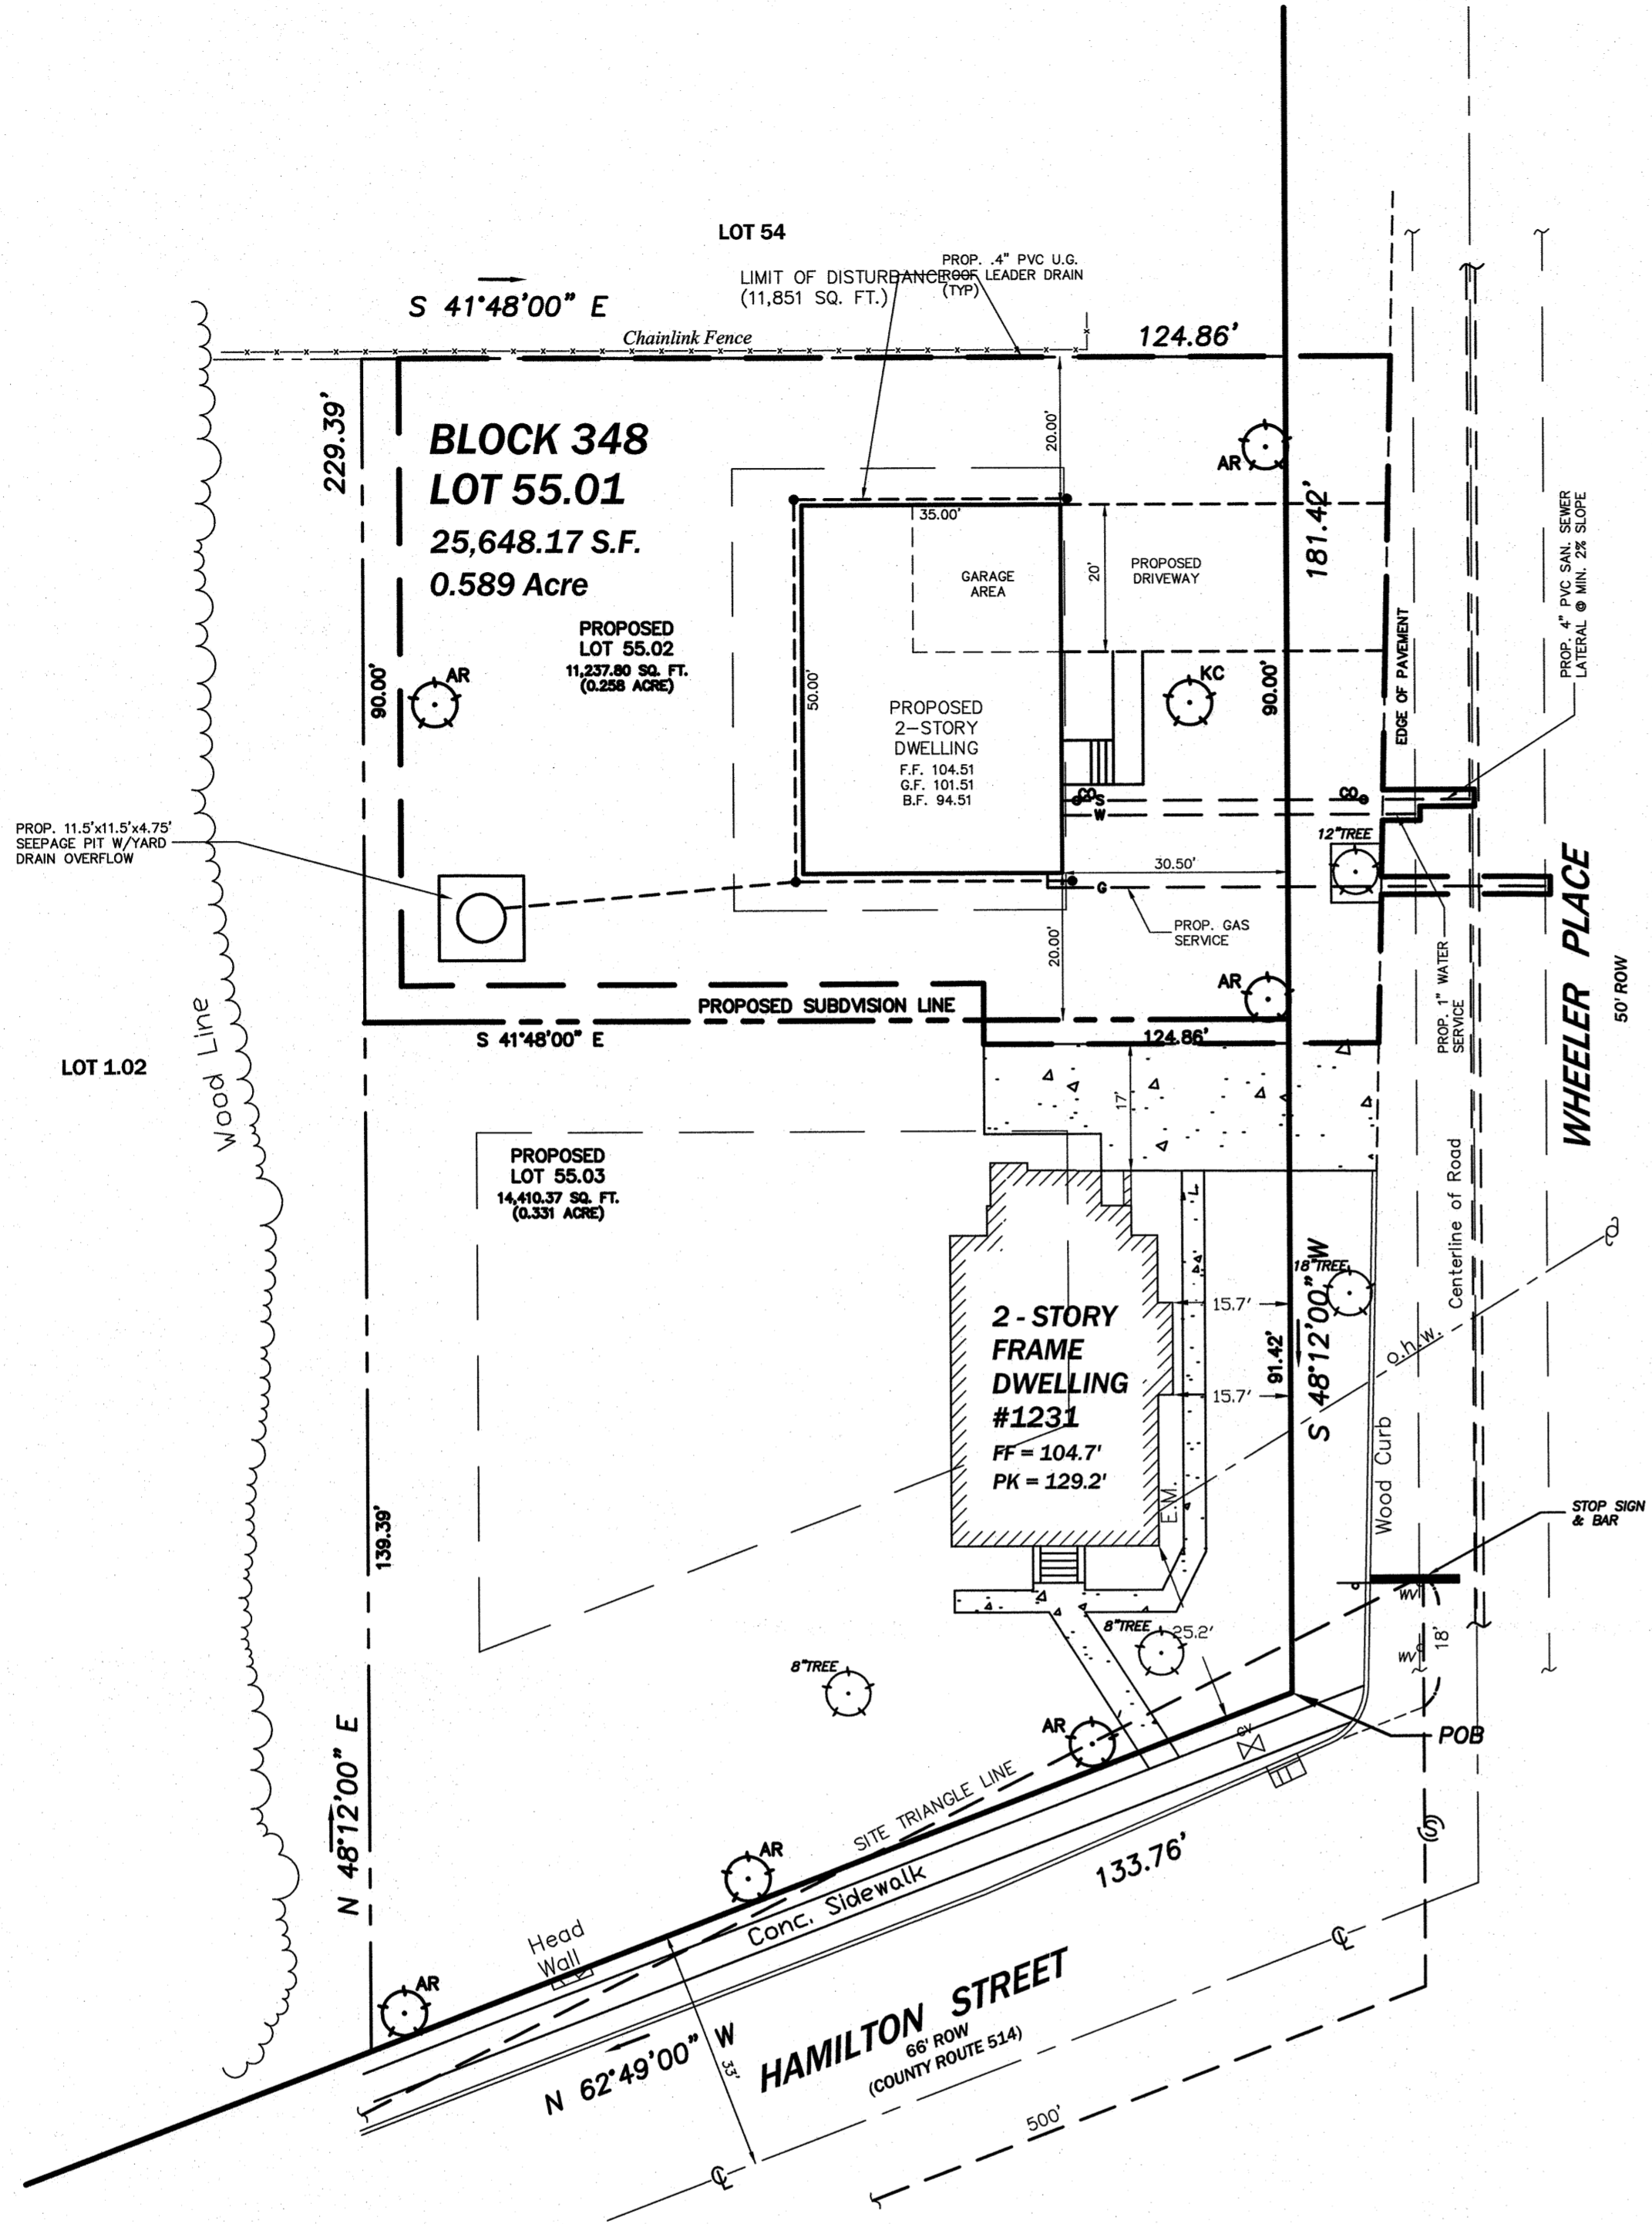 LOT 54
LIMIT OF DISTURBANCE
(11,851 SQ. FT.)
PROP. .4" PVC U.G.
ROOF LEADER DRAIN
(TYP)
S 41°48'00" E
Chainlink Fence
124.86'
229.39'
BLOCK 348
LOT 55.01
25,648.17 S.F.
0.589 Acre
20.00'
AR
35.00'
181.42'
GARAGE
AREA
20'
PROPOSED
DRIVEWAY
PROP. 4" PVC SAN. SEWER
LATERAL @ MIN. 2% SLOPE
PROPOSED
LOT 55.02
11,237.80 SQ. FT.
(0.258 ACRE)
90.00'
AR
50.00'
KC
90.00'
EDGE OF PAVEMENT
PROPOSED
2-STORY
DWELLING
F.F. 104.51
G.F. 101.51
B.F. 94.51
CO
S
W
CO
12"TREE
PROP. 11.5'x11.5'x4.75'
SEEPAGE PIT W/YARD
DRAIN OVERFLOW
30.50'
G
PROP. GAS
SERVICE
20.00'
AR
PROP. 1" WATER
SERVICE
WHEELER PLACE
50' ROW
Wood Line
PROPOSED SUBDVISION LINE
S 41°48'00" E
124.86'
LOT 1.02
17'
PROPOSED
LOT 55.03
14,410.37 SQ. FT.
(0.331 ACRE)
Centerline of Road
18"TREE
2 - STORY
FRAME
DWELLING
#1231
FF = 104.7'
PK = 129.2'
15.7'
15.7'
91.42'
S 48°12'00" W
o.h.w.
E.M.
Wood Curb
STOP SIGN
& BAR
139.39'
WV
WV
18'
8"TREE
25.2'
8"TREE
AR
GV
POB
N 48°12'00" E
SITE TRIANGLE LINE
AR
Conc. Sidewalk
133.76'
(S)
Head
Wall
AR
N 62°49'00" W
33'
HAMILTON STREET
66' ROW
(COUNTY ROUTE 514)
CL
CL
500'